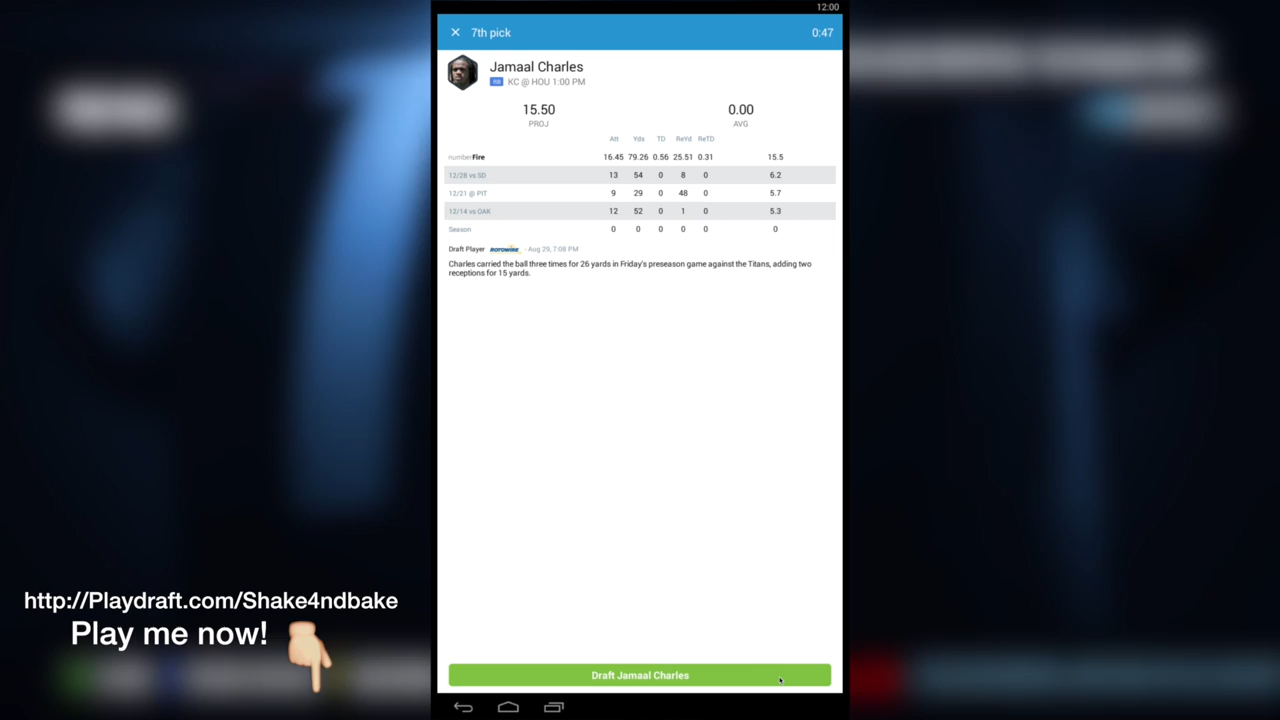 12:00
7th pick 0:47
Jamaal Charles
RB KC @ HOU 1:00 PM
15.50 0.00
PROJ AVG
Att Yds TD ReYd ReTD
numberFire 16.45 79.26 0.56 25.51 0.31 15.5
12/28 vs SD 13 54 0 8 0 6.2
12/21 @ PIT 9 29 0 48 0 5.7
12/14 vs OAK 12 52 0 1 0 5.3
Season 0 0 0 0 0 0
Draft Player ROTOWIRE - Aug 29, 7:08 PM
Charles carried the ball three times for 26 yards in Friday's preseason game against the Titans, adding two
receptions for 15 yards.
http://Playdraft.com/Shake4ndbake
Play me now!
Draft Jamaal Charles